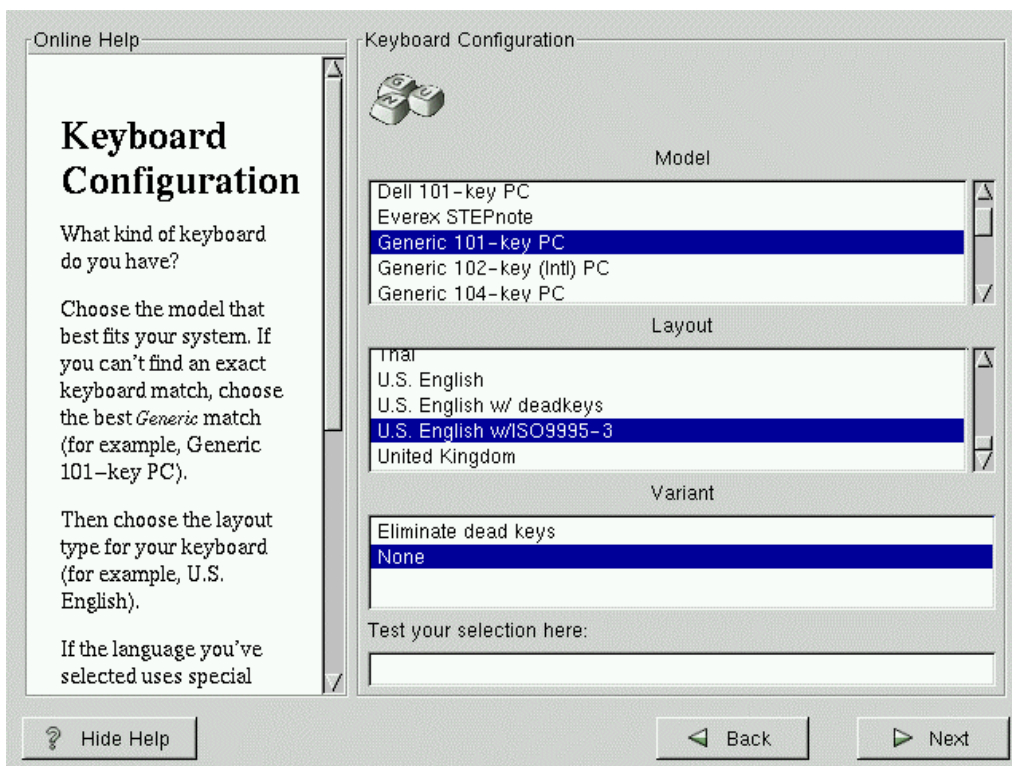 Online Help
Keyboard
Configuration
What kind of keyboard
do you have?
Choose the model that
best fits your system. If
you can't find an exact
keyboard match, choose
the best Generic match
(for example, Generic
101-key PC).
Then choose the layout
type for your keyboard
(for example, U.S.
English).
If the language you've
selected uses special
Keyboard Configuration
G U N
Model
Dell 101-key PC
Everex STEPnote
Generic 101-key PC
Generic 102-key (Intl) PC
Generic 104-key PC
Layout
Thai
U.S. English
U.S. English w/ deadkeys
U.S. English w/ISO9995-3
United Kingdom
Variant
Eliminate dead keys
None
Test your selection here:
? Hide Help
Back
Next